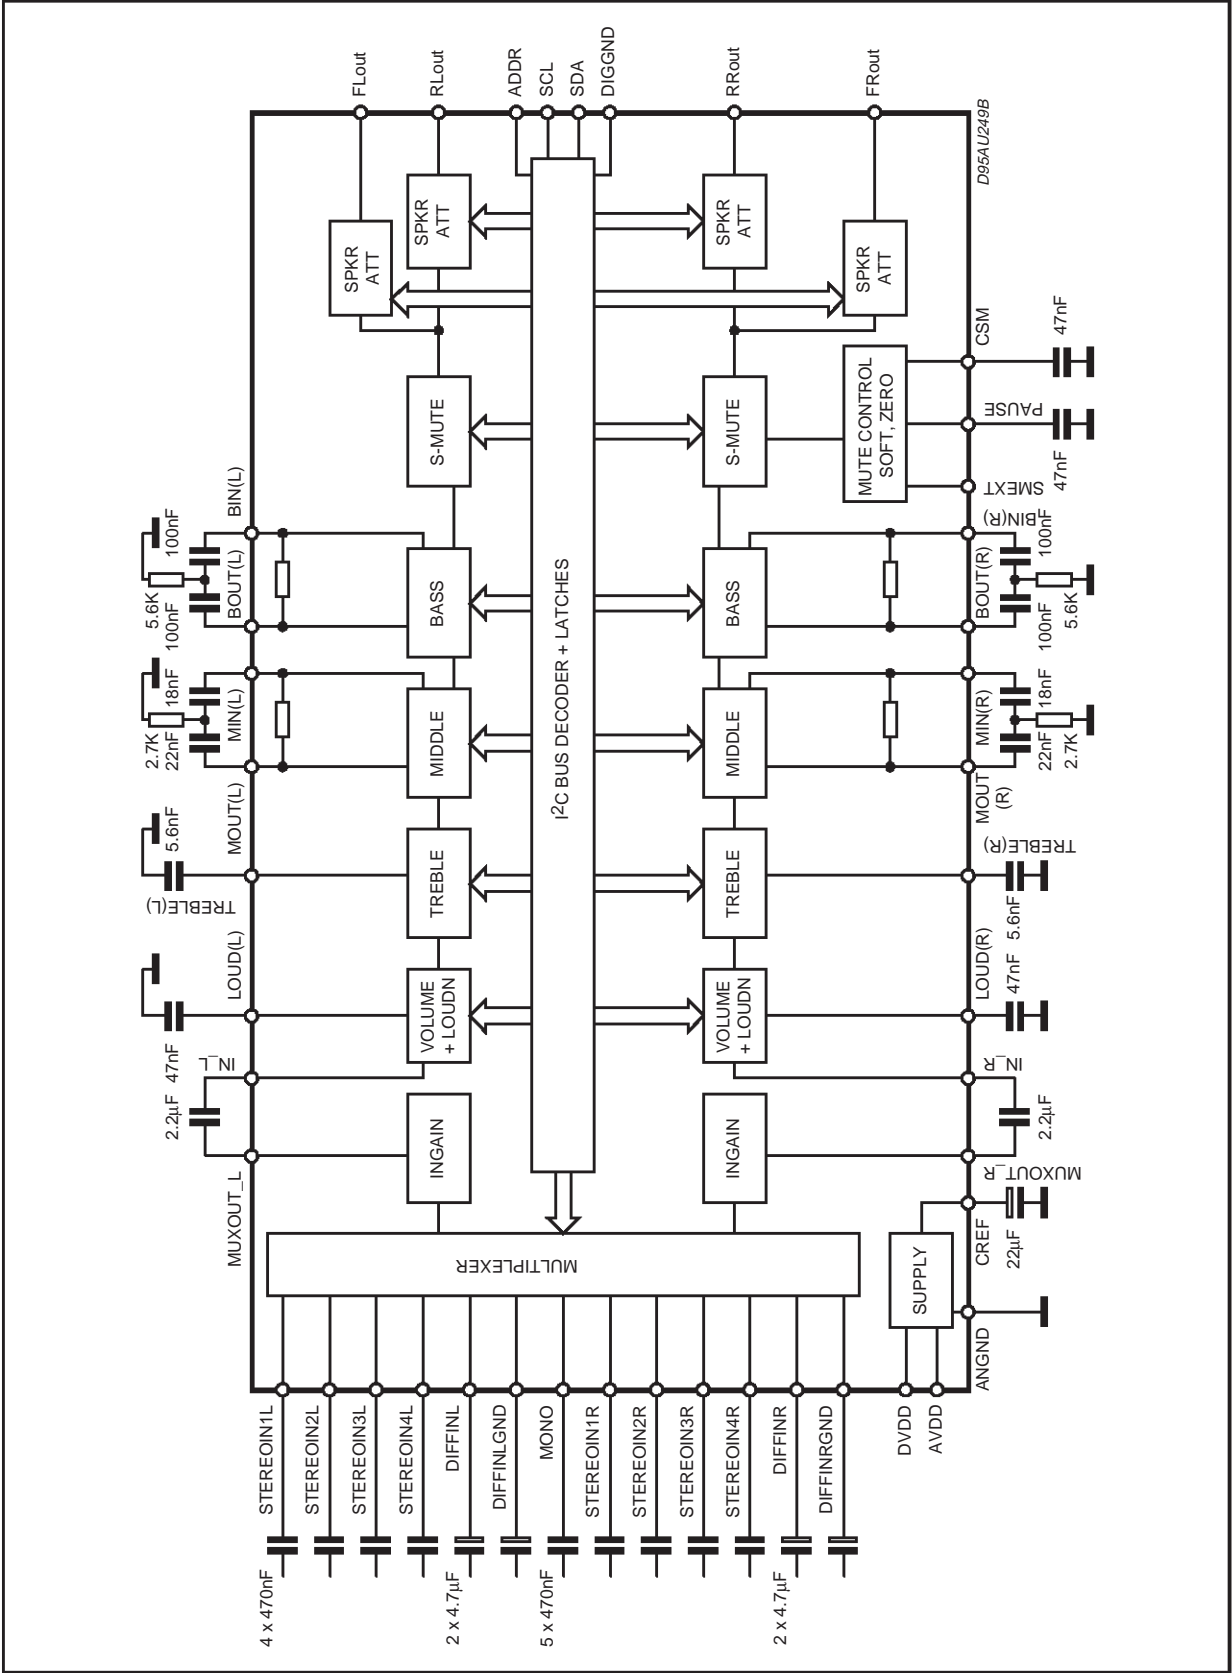 FLout
RLout
ADDR
SCL
SDA
DIGGND
RRout
FRout
D95AU249B
SPKR
ATT
SPKR
ATT
SPKR
ATT
SPKR
ATT
CSM
47nF
S-MUTE
S-MUTE
MUTE CONTROL
SOFT, ZERO
PAUSE
47nF
SMEXT
BIN(L)
100nF
5.6K
100nF
BOUT(L)
BASS
I2C BUS DECODER + LATCHES
BASS
BIN(R)
BOUT(R)
100nF
100nF
5.6K
18nF
MIN(L)
2.7K
22nF
MIDDLE
MIDDLE
MIN(R)
18nF
22nF
2.7K
MOUT(L)
MOUT
(R)
5.6nF
TREBLE(L)
TREBLE
TREBLE
TREBLE(R)
5.6nF
LOUD(L)
47nF
VOLUME
+ LOUDN
VOLUME
+ LOUDN
LOUD(R)
47nF
IN_L
IN_R
2.2µF
2.2µF
INGAIN
INGAIN
MUXOUT_L
MUXOUT_R
MULTIPLEXER
SUPPLY
CREF
22µF
ANGND
STEREOIN1L
STEREOIN2L
STEREOIN3L
STEREOIN4L
DIFFINL
DIFFINLGND
MONO
STEREOIN1R
STEREOIN2R
STEREOIN3R
STEREOIN4R
DIFFINR
DIFFINRGND
DVDD
AVDD
4 x 470nF
2 x 4.7µF
5 x 470nF
2 x 4.7µF